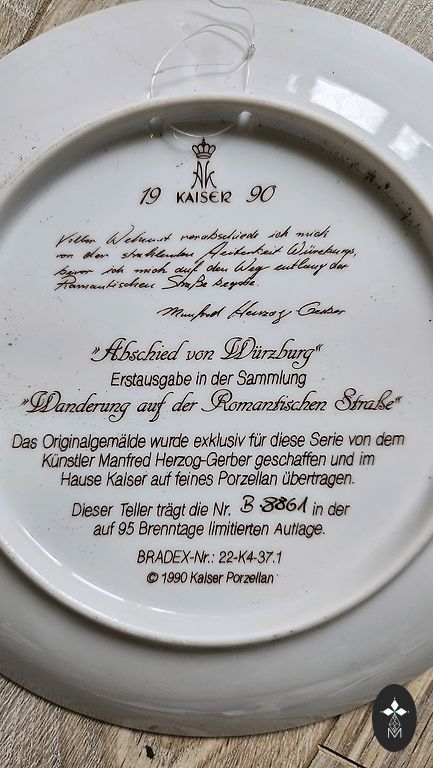 AK
19 KAISER 90
Voller Wehmut verabschiede ich mich
von der strahlenden Heiterkeit Würzburgs,
bevor ich mich auf den Weg entlang der
Romantischen Straße begebe.
Manfred Herzog Gerber
"Abschied von Würzburg"
Erstausgabe in der Sammlung
"Wanderung auf der Romantischen Straße"
Das Originalgemälde wurde exklusiv für diese Serie von dem
Künstler Manfred Herzog-Gerber geschaffen und im
Hause Kaiser auf feines Porzellan übertragen.
Dieser Teller trägt die Nr. B 8861 in der
auf 95 Brenntage limitierten Auflage.
BRADEX-Nr.: 22-K4-37.1
© 1990 Kaiser Porzellan
M